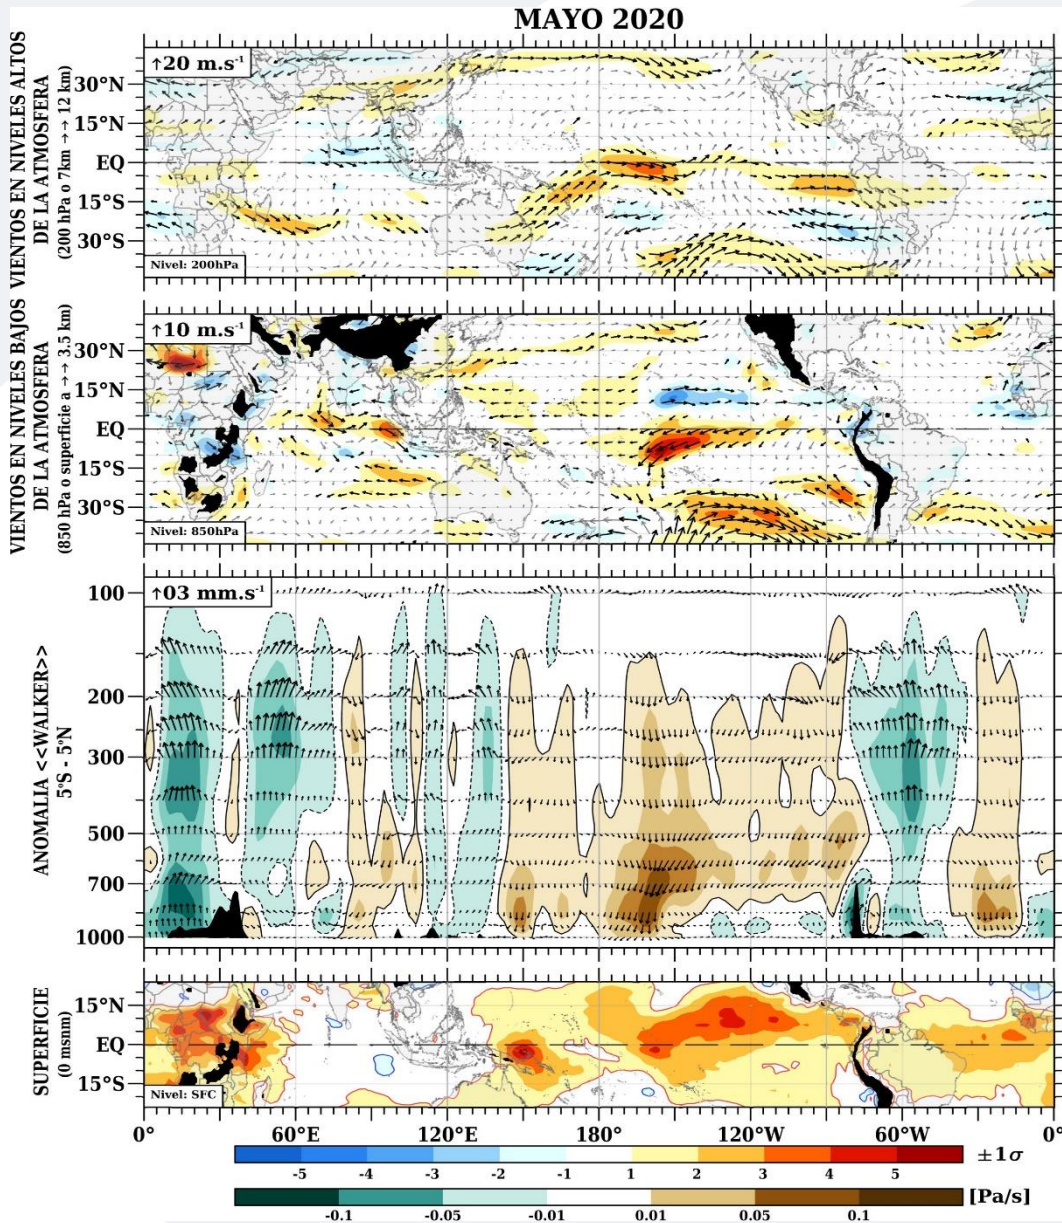 MAYO 2020
VIENTOS EN NIVELES ALTOS
DE LA ATMOSFERA
(200 hPa o 7km →→ 12 km)
↑20 m.s⁻¹
30°N
15°N
EQ
15°S
30°S
Nivel: 200hPa
VIENTOS EN NIVELES BAJOS
DE LA ATMOSFERA
(850 hPa o superficie a →→ 3.5 km)
↑10 m.s⁻¹
30°N
15°N
EQ
15°S
30°S
Nivel: 850hPa
ANOMALIA <<WALKER>>
5°S - 5°N
↑03 mm.s⁻¹
100
200
300
500
700
1000
SUPERFICIE
(0 msmm)
15°N
EQ
15°S
Nivel: SFC
0° 60°E 120°E 180° 120°W 60°W 0°
±1σ
-5 -4 -3 -2 -1 1 2 3 4 5
[Pa/s]
-0.1 -0.05 -0.01 0.01 0.05 0.1